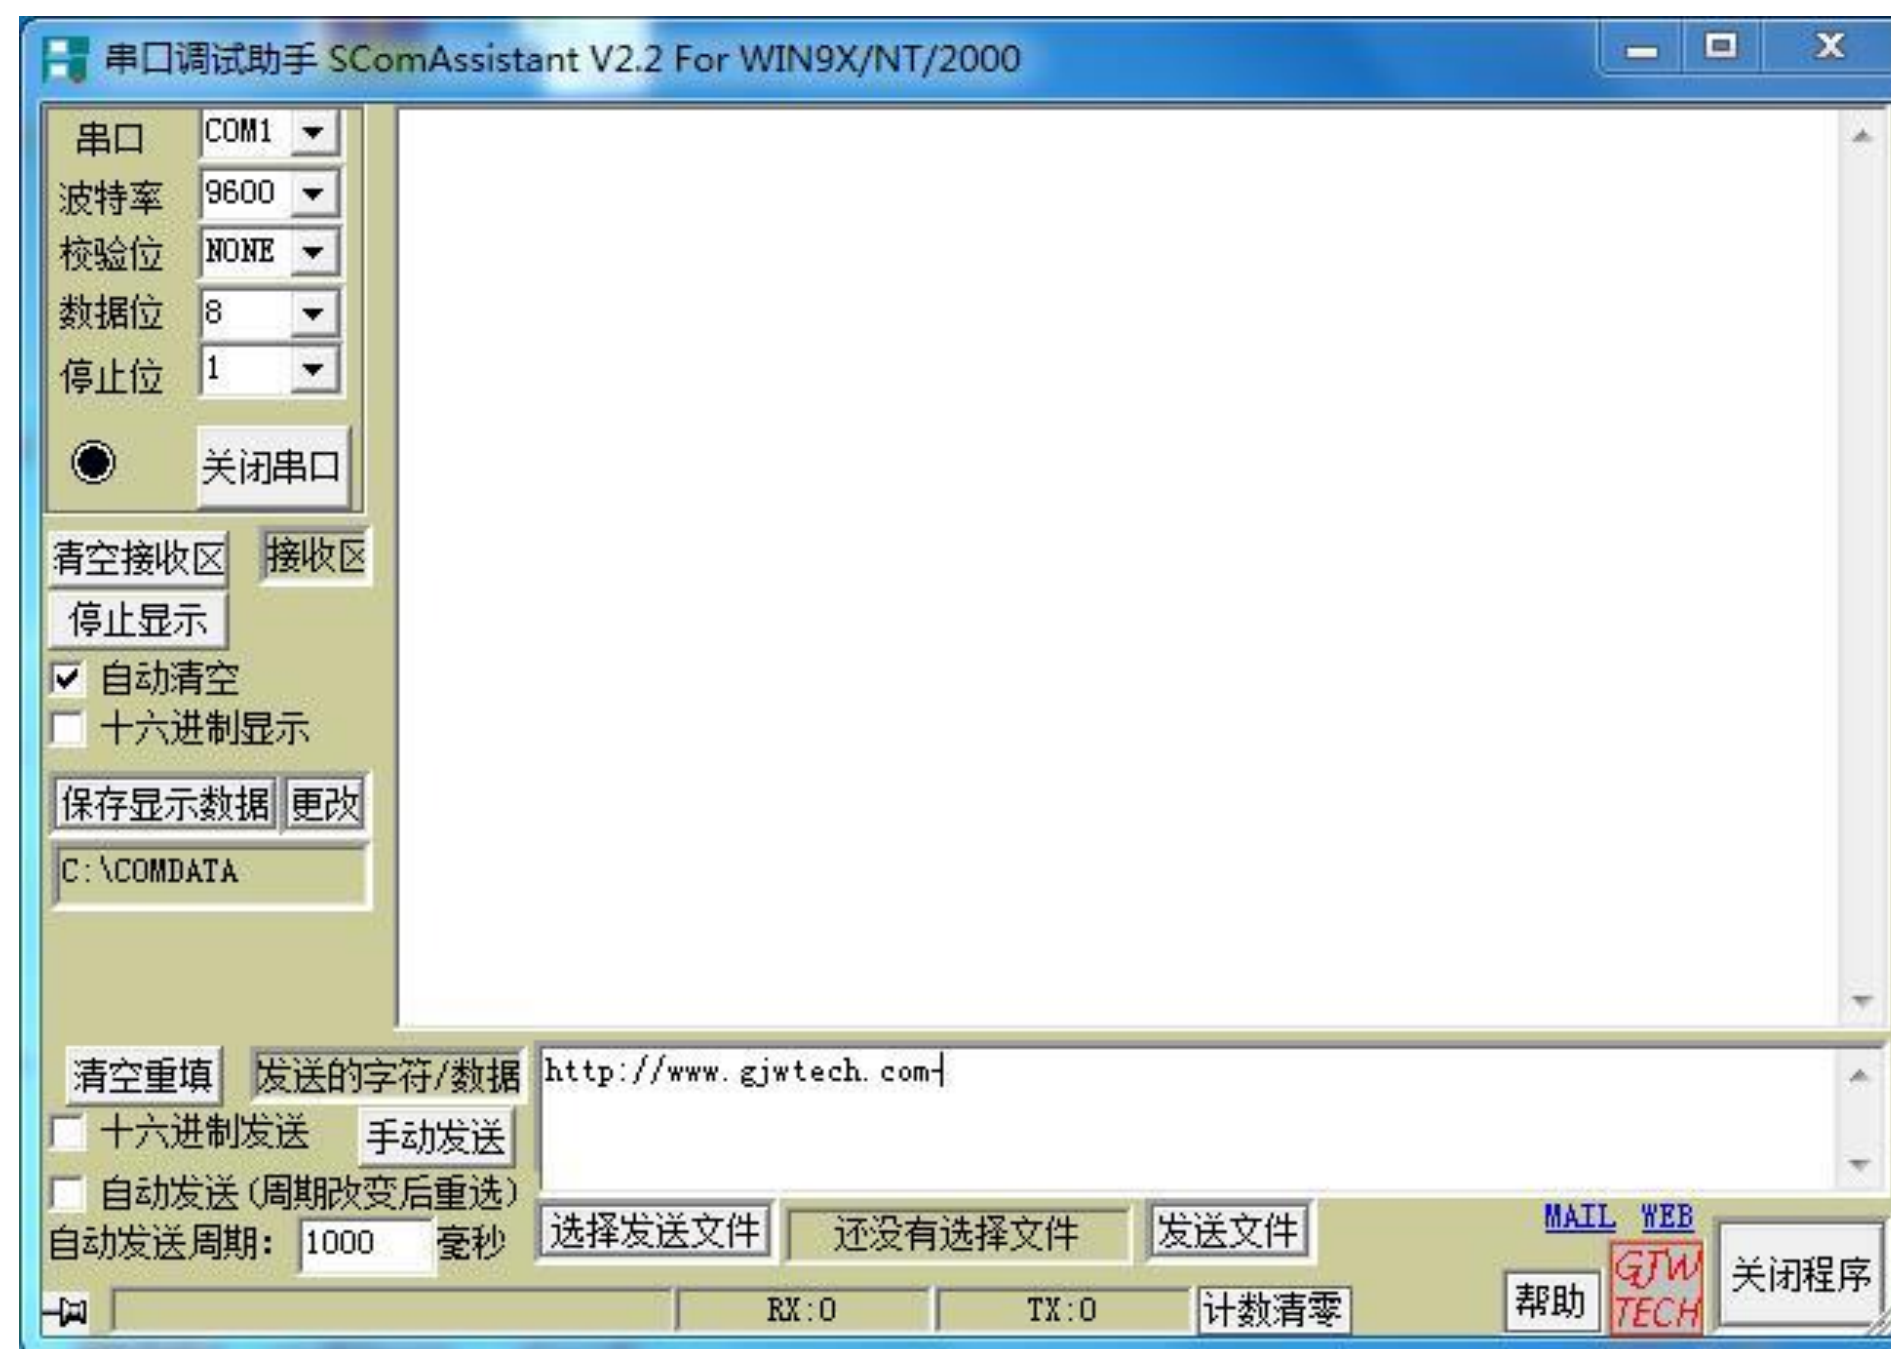 串口调试助手 SComAssistant V2.2 For WIN9X/NT/2000
串口 COM1
波特率 9600
校验位 NONE
数据位 8
停止位 1
关闭串口
清空接收区 接收区
停止显示
自动清空
十六进制显示
保存显示数据 更改
C:\COMDATA
清空重填 发送的字符/数据 http://www.gjwtech.com
十六进制发送 手动发送
自动发送(周期改变后重选)
自动发送周期: 1000 毫秒 选择发送文件 还没有选择文件 发送文件
MAIL WEB
GJW TECH
关闭程序
RX:0 TX:0 计数清零 帮助